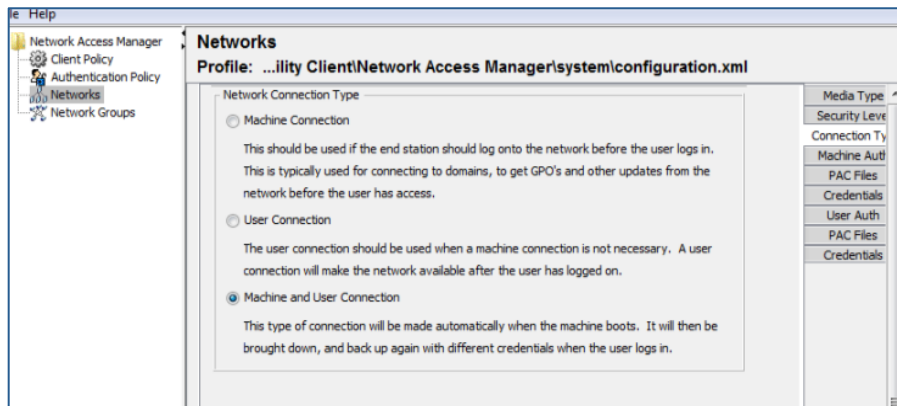 le Help
Network Access Manager
Client Policy
Authentication Policy
Networks
Network Groups
Networks
Profile: ...ility Client\Network Access Manager\system\configuration.xml
Network Connection Type
Machine Connection
This should be used if the end station should log onto the network before the user logs in.
This is typically used for connecting to domains, to get GPO's and other updates from the
network before the user has access.
User Connection
The user connection should be used when a machine connection is not necessary. A user
connection will make the network available after the user has logged on.
Machine and User Connection
This type of connection will be made automatically when the machine boots. It will then be
brought down, and back up again with different credentials when the user logs in.
Media Type
Security Leve
Connection Ty
Machine Auth
PAC Files
Credentials
User Auth
PAC Files
Credentials